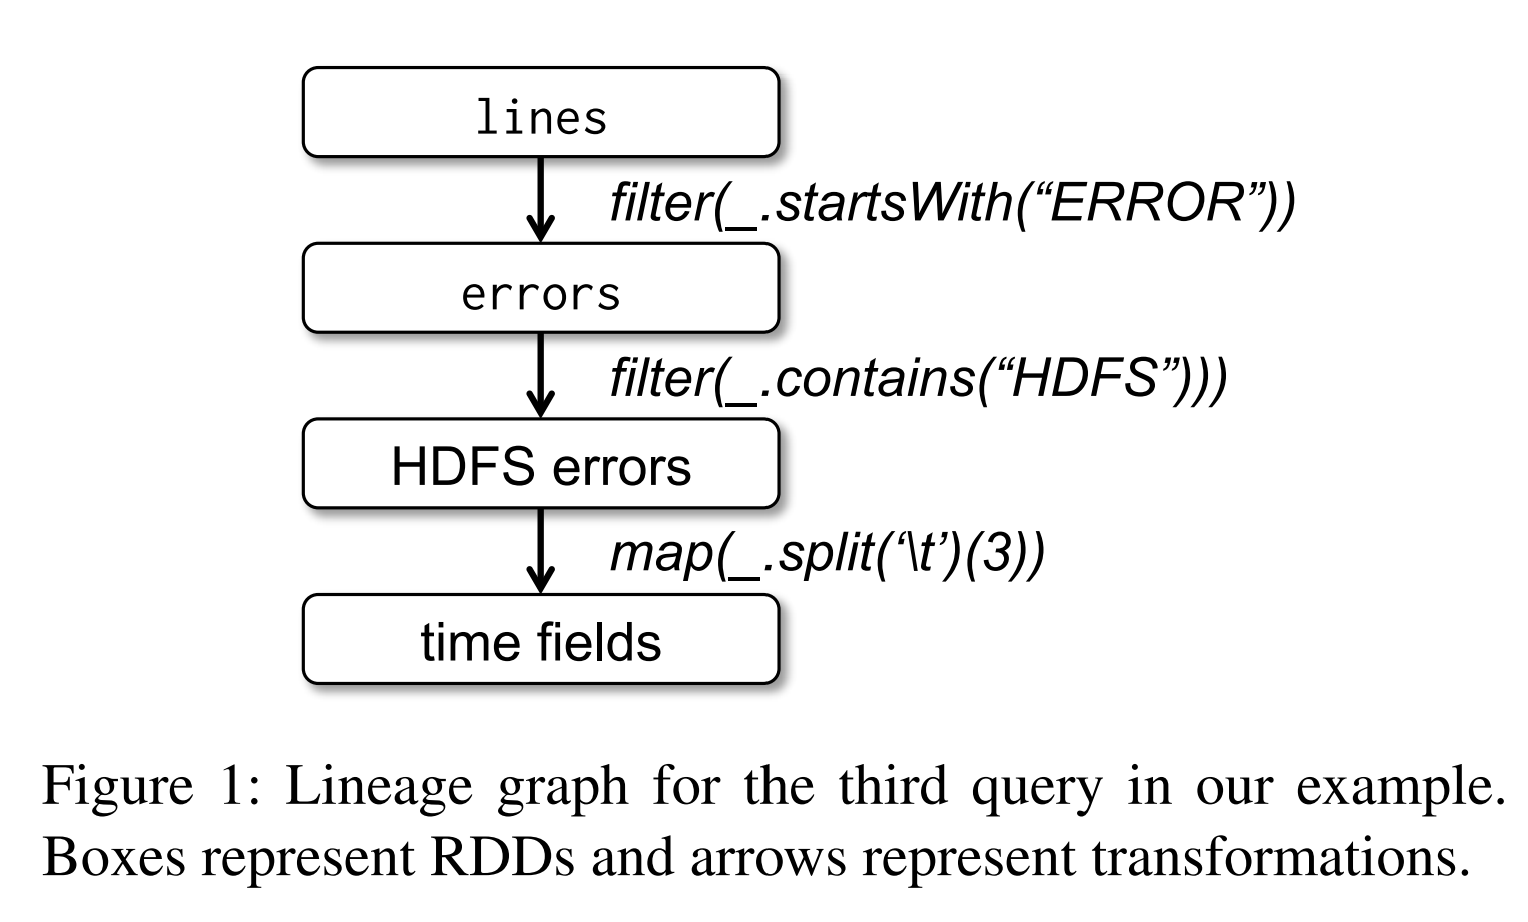 lines
filter(_.startsWith(“ERROR”))
errors
filter(_.contains(“HDFS”)))
HDFS errors
map(_.split(‘\t’)(3))
time fields
Figure 1: Lineage graph for the third query in our example.
Boxes represent RDDs and arrows represent transformations.